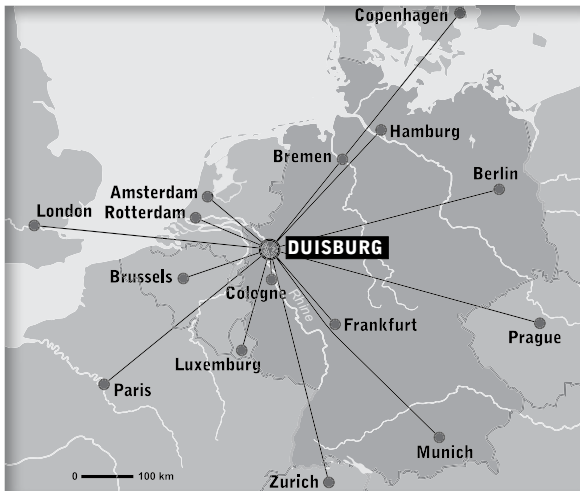 Copenhagen
Hamburg
Bremen
Berlin
Amsterdam
Rotterdam
London
DUISBURG
Brussels
Cologne
Rhine
Frankfurt
Prague
Luxemburg
Paris
Munich
0 100 km
Zurich